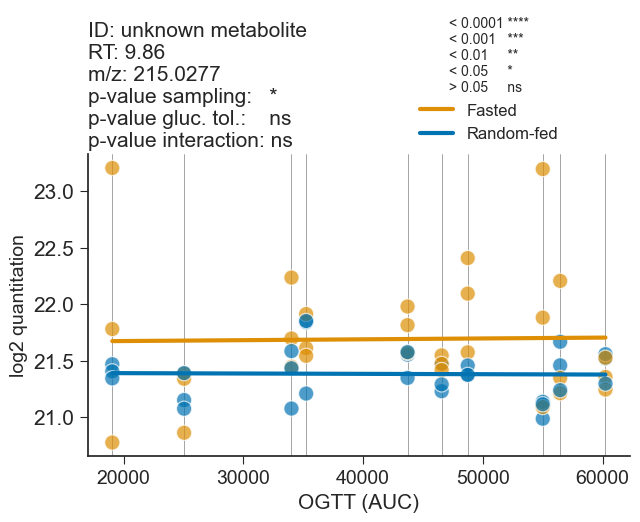 ID: unknown metabolite
RT: 9.86
m/z: 215.0277
p-value sampling: *
p-value gluc. tol.: ns
p-value interaction: ns
< 0.0001 ****
< 0.001 ***
< 0.01 **
< 0.05 *
> 0.05 ns
Fasted
Random-fed
23.0
22.5
22.0
21.5
21.0
log2 quantitation
20000 30000 40000 50000 60000
OGTT (AUC)